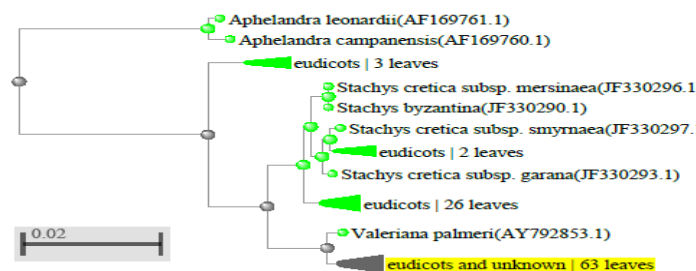 Aphelandra leonardii(AF169761.1)
Aphelandra campanensis(AF169760.1)
eudicots | 3 leaves
Stachys cretica subsp. mersinaea(JF330296.1
Stachys byzantina(JF330290.1)
Stachys cretica subsp. smyrnaea(JF330297.
eudicots | 2 leaves
Stachys cretica subsp. garana(JF330293.1)
eudicots | 26 leaves
0.02
Valeriana palmeri(AY792853.1)
eudicots and unknown | 63 leaves